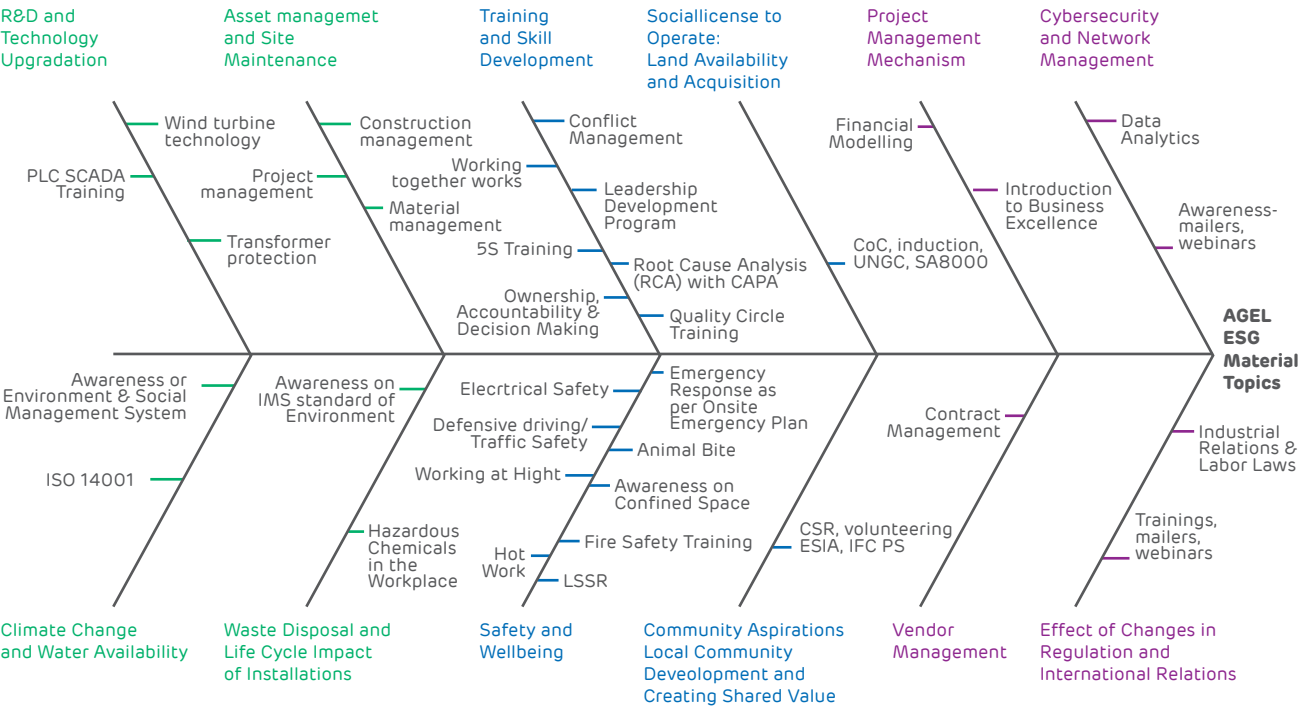 R&D and
Technology
Upgradation
Asset managemet
and Site
Maintenance
Training
and Skill
Development
Sociallicense to
Operate:
Land Availability
and Acquisition
Project
Management
Mechanism
Cybersecurity
and Network
Management
Wind turbine
technology
PLC SCADA
Training
Transformer
protection
Construction
management
Project
management
Material
management
Conflict
Management
Working
together works
Leadership
Development
Program
5S Training
Root Cause Analysis
(RCA) with CAPA
Ownership,
Accountability &
Decision Making
Quality Circle
Training
CoC, induction,
UNGC, SA8000
Financial
Modelling
Introduction
to Business
Excellence
Data
Analytics
Awareness-
mailers,
webinars
AGEL
ESG
Material
Topics
Awareness or
Environment & Social
Management System
ISO 14001
Awareness on
IMS standard of
Environment
Hazardous
Chemicals
in the
Workplace
Emergency
Response as
per Onsite
Emergency Plan
Elecrtrical Safety
Defensive driving/
Traffic Safety
Animal Bite
Working at Hight
Awareness on
Confined Space
Fire Safety Training
Hot
Work
LSSR
CSR, volunteering
ESIA, IFC PS
Contract
Management
Industrial
Relations &
Labor Laws
Trainings,
mailers,
webinars
Climate Change
and Water Availability
Waste Disposal and
Life Cycle Impact
of Installations
Safety and
Wellbeing
Community Aspirations
Local Community
Deveolopment and
Creating Shared Value
Vendor
Management
Effect of Changes in
Regulation and
International Relations